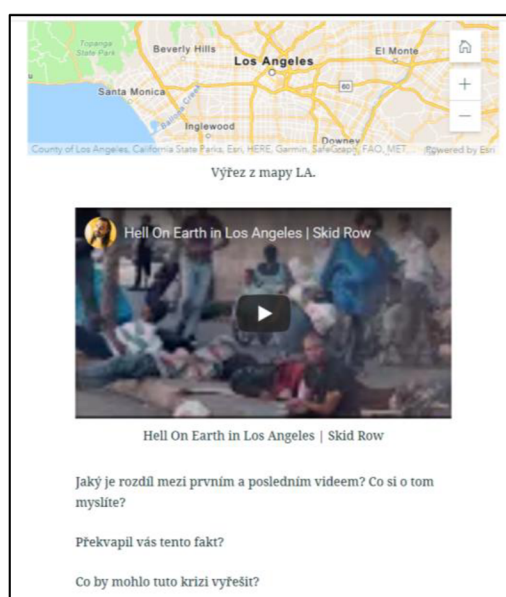 Topanga
State Park
Beverly Hills
Los Angeles
El Monte
Santa Monica
60
Ballona Creek
Inglewood
Downey
County of Los Angeles, California State Parks, Esri, HERE, Garmin, SafeGraph, FAO, MET
Powered by Esri
Výřez z mapy LA.
Hell On Earth in Los Angeles | Skid Row
Hell On Earth in Los Angeles | Skid Row
Jaký je rozdíl mezi prvním a posledním videem? Co si o tom
myslíte?
Překvapil vás tento fakt?
Co by mohlo tuto krizi vyřešit?